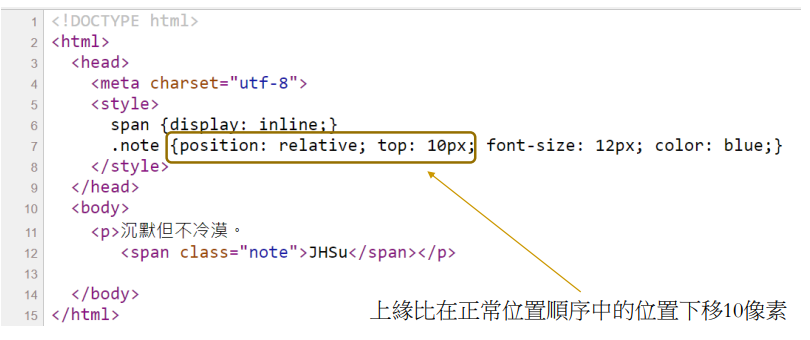 1 <!DOCTYPE html>
2 <html>
3 <head>
4 <meta charset="utf-8">
5 <style>
6 span {display: inline;}
7 .note {position: relative; top: 10px; font-size: 12px; color: blue;}
8 </style>
9 </head>
10 <body>
11 <p>沉默但不冷漠。
12 <span class="note">JHSu</span></p>
13
14 </body>
15 </html>
上緣比在正常位置順序中的位置下移10像素